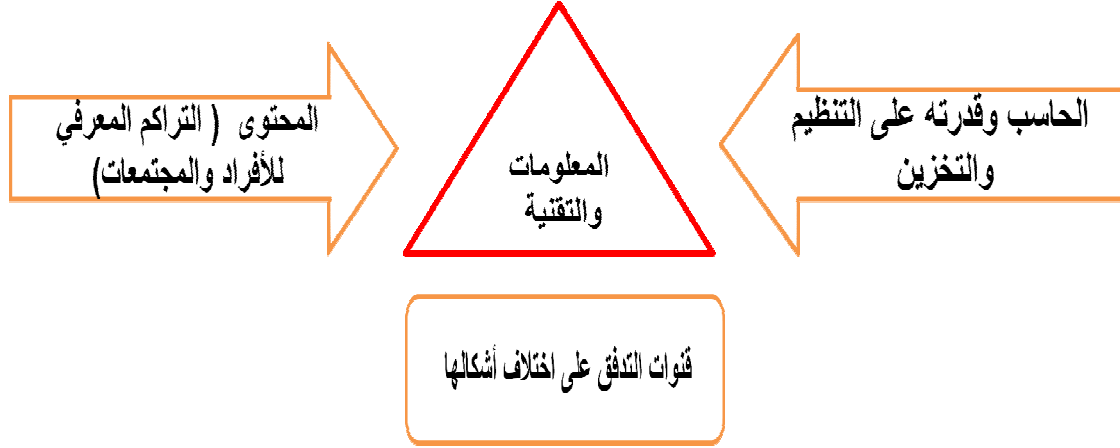 الحاسب وقدرته على التنظيم
والتخزين
المعلومات
والتقنية
المحتوى ( التراكم المعرفي
للأفراد والمجتمعات)
قنوات التدفق على اختلاف أشكالها